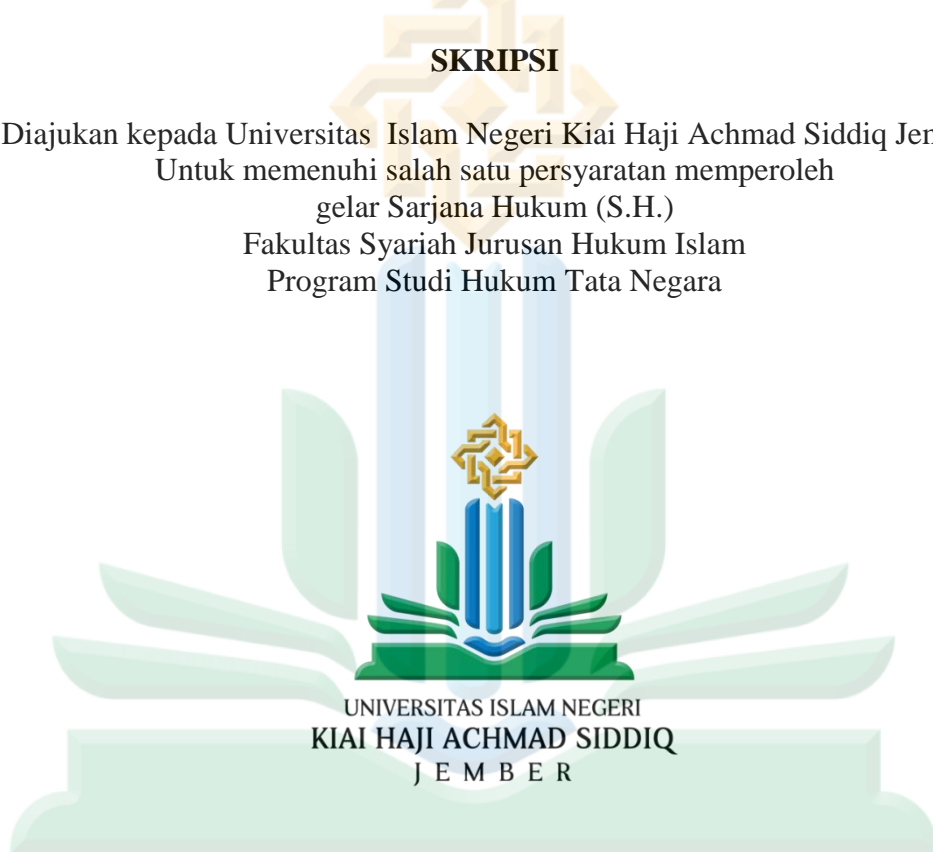 SKRIPSI
Diajukan kepada Universitas Islam Negeri Kiai Haji Achmad Siddiq
Untuk memenuhi salah satu persyaratan memperoleh
gelar Sarjana Hukum (S.H.)
Fakultas Syariah Jurusan Hukum Islam
Program Studi Hukum Tata Negara
UNIVERSITAS ISLAM NEGERI
KIAI HAJI ACHMAD SIDDIQ
JEMBER